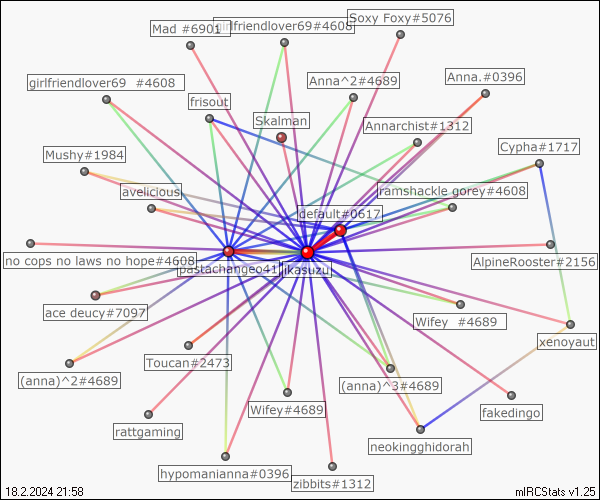 Soxy Foxy#5076
Mad #6901
girlfriendlover69#4608
Anna.#0396
girlfriendlover69  #4608
Anna^2#4689
frisout
Skalman
Annarchist#1312
Cypha#1717
Mushy#1984
avelicious
ramshackle gorey#4608
default#0617
no cops no laws no hope#4608
pastachangeo41
jikasuzu
AlpineRooster#2156
ace deucy#7097
Wifey  #4689
xenoyaut
Toucan#2473
(anna)^2#4689
(anna)^3#4689
Wifey#4689
fakedingo
rattgaming
neokingghidorah
hypomanianna#0396
zibbits#1312
18.2.2024 21:58
mIRCStats v1.25